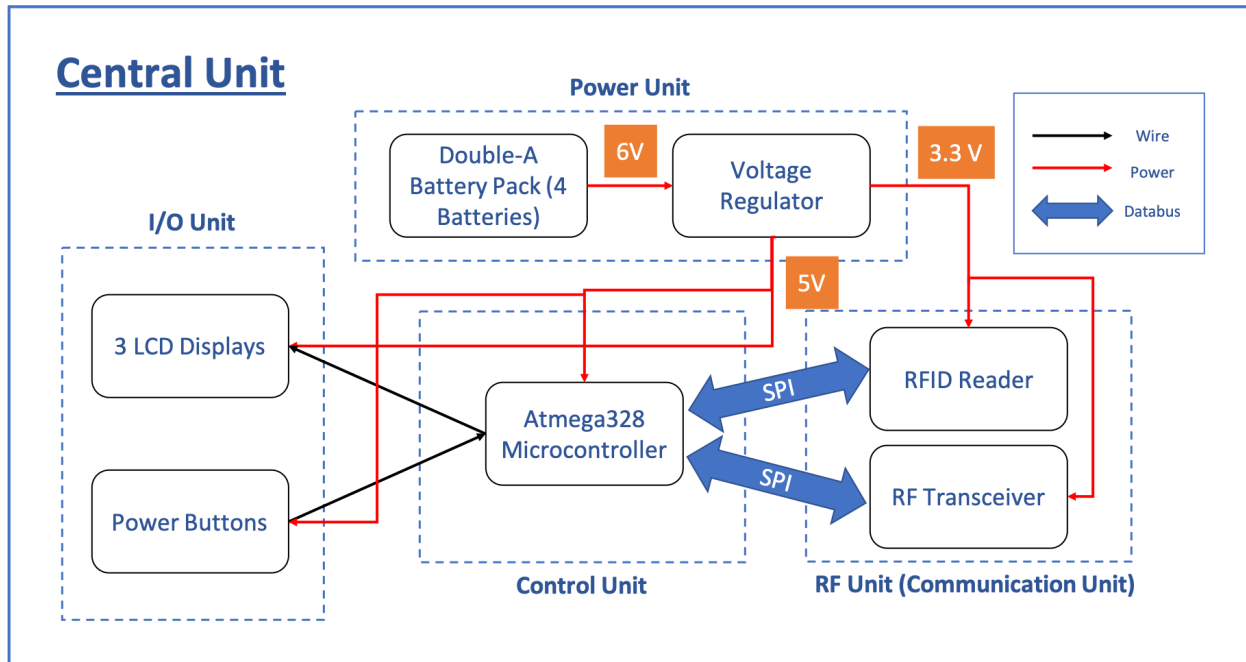 Central Unit
Power Unit
Double-A
Battery Pack (4
Batteries)
6V
Voltage
Regulator
3.3 V
Wire
Power
Databus
I/O Unit
5V
3 LCD Displays
Power Buttons
Atmega328
Microcontroller
SPI
SPI
RFID Reader
RF Transceiver
Control Unit
RF Unit (Communication Unit)